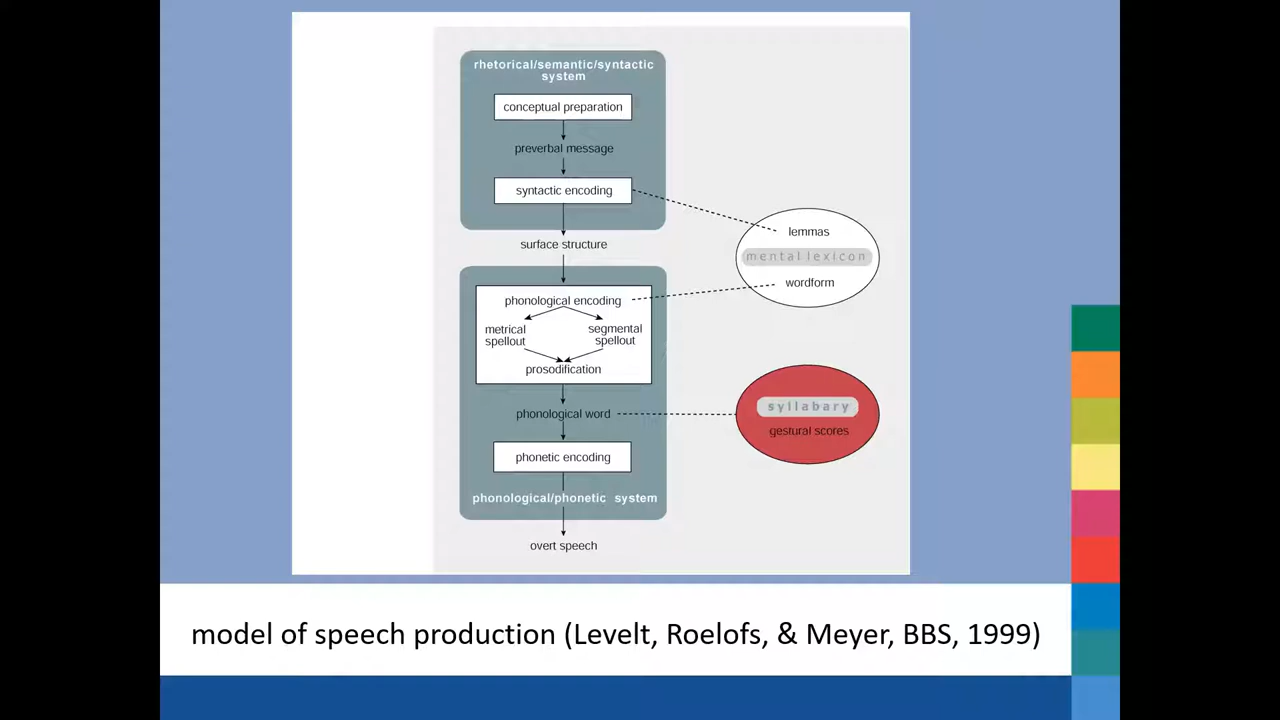 rhetorical/semantic/syntactic
system
conceptual preparation
preverbal message
syntactic encoding
surface structure
lemmas
mental lexicon
wordform
phonological encoding
metrical
spellout
segmental
spellout
prosodification
phonological word
syllabary
gestural scores
phonetic encoding
phonological/phonetic system
overt speech
model of speech production (Levelt, Roelofs, & Meyer, BBS, 1999)